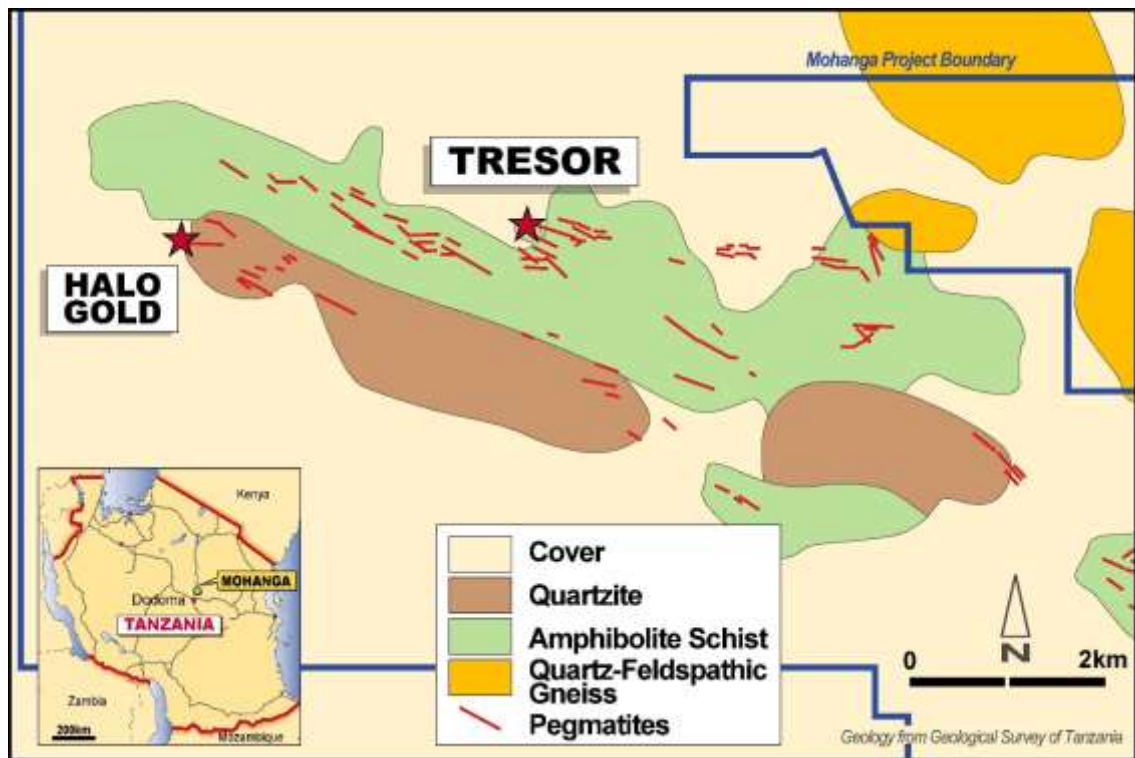 Mohanga Project Boundary
TRESOR
HALO
GOLD
Kenya
MOHANGA
Dodoma
TANZANIA
Zambia
200km
Mozambique
Cover
Quartzite
Amphibolite Schist
Quartz-Feldspathic
Gneiss
Pegmatites
N
0 2km
Geology from Geological Survey of Tanzania